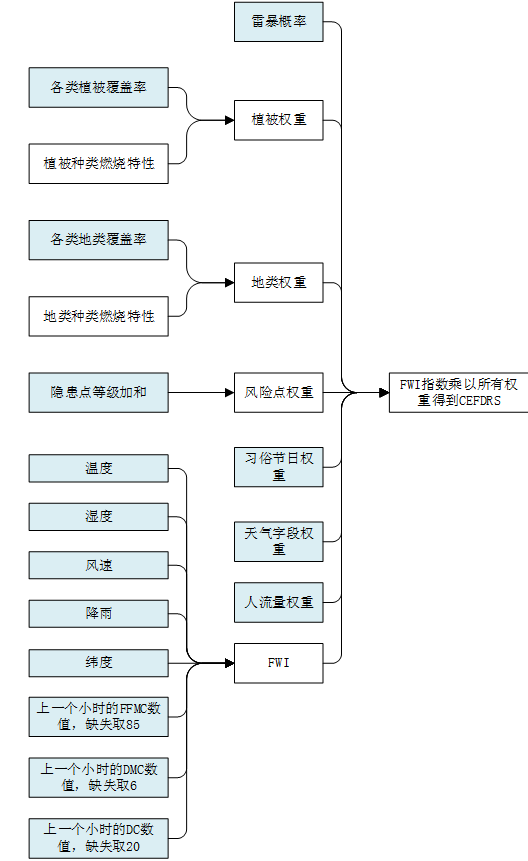 雷暴概率
各类植被覆盖率
植被权重
植被种类燃烧特性
各类地类覆盖率
地类权重
地类种类燃烧特性
隐患点等级加和
风险点权重
FWI指数乘以所有权
重得到CEFDRS
习俗节日权
重
温度
湿度
天气字段权
重
风速
降雨
人流量权重
纬度
FWI
上一个小时的FFMC数
值，缺失取85
上一个小时的DMC数
值，缺失取6
上一个小时的DC数
值，缺失取20